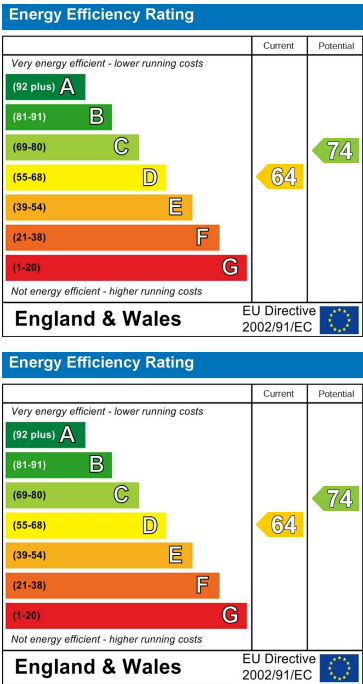 Energy Efficiency Rating
Current Potential
Very energy efficient - lower running costs
(92 plus) A
(81-91) B
(69-80) C 74
(55-68) D 64
(39-54) E
(21-38) F
(1-20) G
Not energy efficient - higher running costs
England & Wales EU Directive
2002/91/EC
Energy Efficiency Rating
Current Potential
Very energy efficient - lower running costs
(92 plus) A
(81-91) B
(69-80) C 74
(55-68) D 64
(39-54) E
(21-38) F
(1-20) G
Not energy efficient - higher running costs
England & Wales EU Directive
2002/91/EC